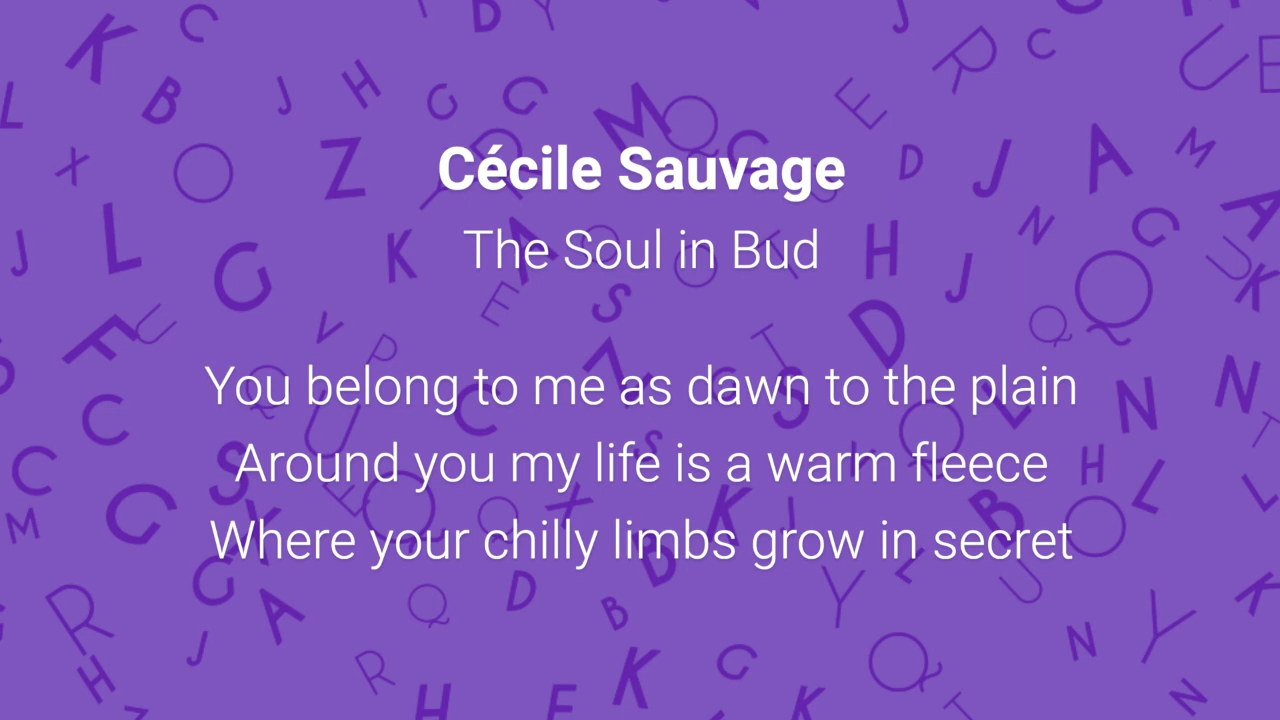 Cécile Sauvage
The Soul in Bud
You belong to me as dawn to the plain
Around you my life is a warm fleece
Where your chilly limbs grow in secret